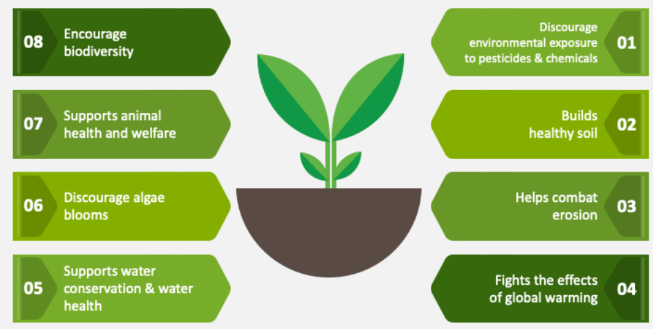 01
Discourage
environmental exposure
to pesticides & chemicals
02
Builds
healthy soil
03
Helps combat
erosion
04
Fights the effects
of global warming
05
Supports water
conservation & water
health
06
Discourage algae
blooms
07
Supports animal
health and welfare
08
Encourage
biodiversity